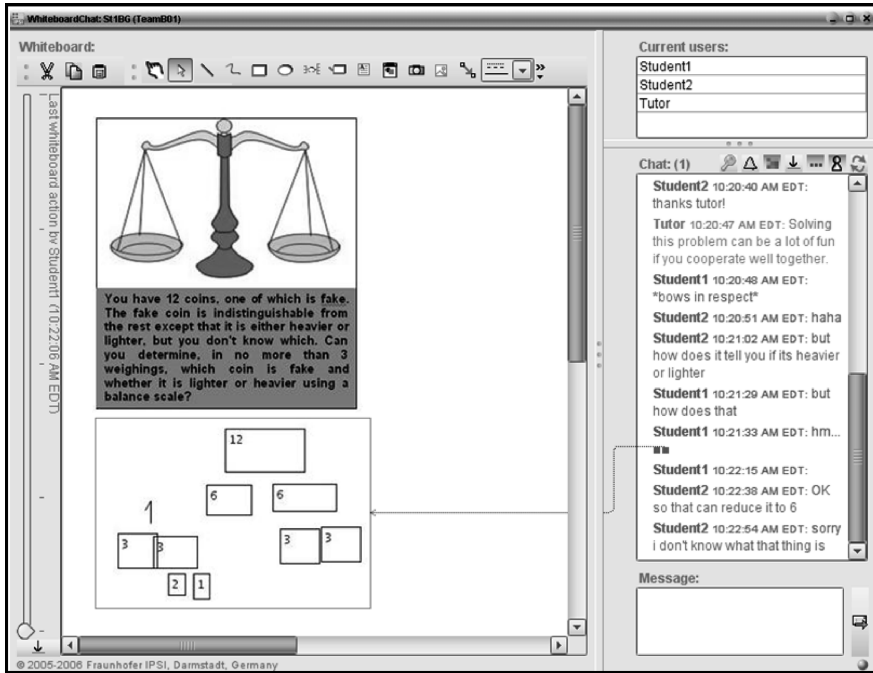 WhiteboardChat: St1BG (TeamB01)
Whiteboard:
Last whiteboard action by Student1 (10:22:06 AM EDT)
You have 12 coins, one of which is fake.
The fake coin is indistinguishable from
the rest except that it is either heavier or
lighter, but you don't know which. Can
you determine, in no more than 3
weighings, which coin is fake and
whether it is lighter or heavier using a
balance scale?
12
6 6
1
3 3 3 3
2 1
Current users:
Student1
Student2
Tutor
Chat: (1)
Student2 10:20:40 AM EDT:
thanks tutor!
Tutor 10:20:47 AM EDT: Solving
this problem can be a lot of fun
if you cooperate well together.
Student1 10:20:48 AM EDT:
*bows in respect*
Student2 10:20:51 AM EDT: haha
Student2 10:21:02 AM EDT: but
how does it tell you if its heavier
or lighter
Student1 10:21:29 AM EDT: but
how does that
Student1 10:21:33 AM EDT: hm...
Student1 10:22:15 AM EDT:
Student2 10:22:38 AM EDT: OK
so that can reduce it to 6
Student2 10:22:54 AM EDT: sorry
i don't know what that thing is
Message:
© 2005-2006 Fraunhofer IPSI, Darmstadt, Germany